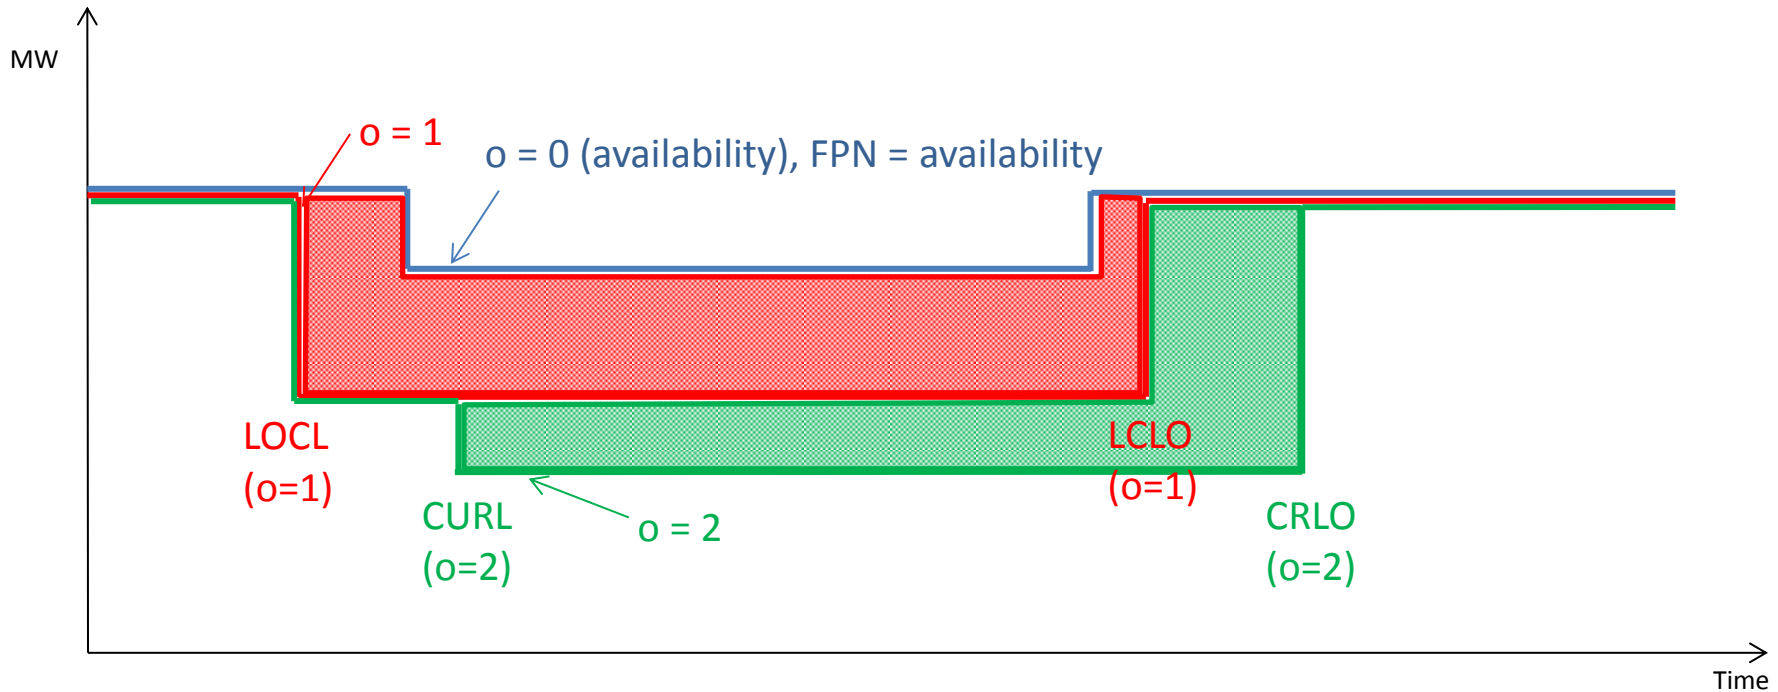 MW
o = 1
o = 0 (availability), FPN = availability
LOCL
(o=1)
LCLO
(o=1)
CURL
(o=2)
o = 2
CRLO
(o=2)
Time